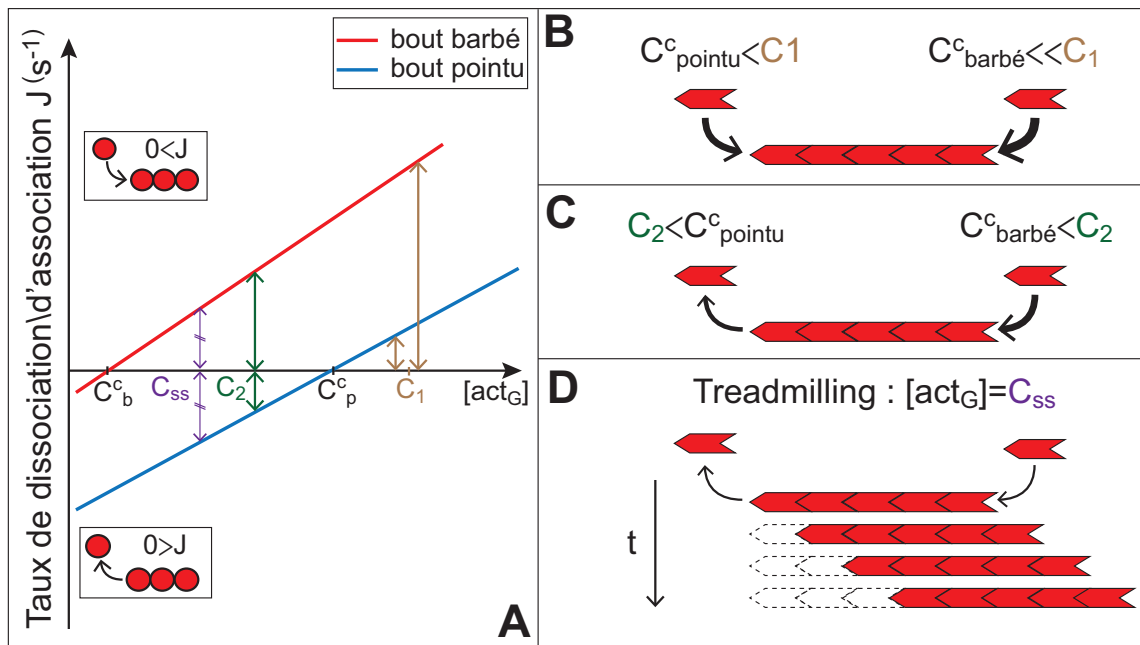 Taux de dissociation\d'association J (s⁻¹)
bout barbé
bout pointu
0<J
Cᶜb
Css
C2
Cᶜp
C1
[actG]
0>J
A
B
Cᶜpointu<C1
Cᶜbarbé<<C1
C
C2<Cᶜpointu
Cᶜbarbé<C2
D
Treadmilling : [actG]=Css
t